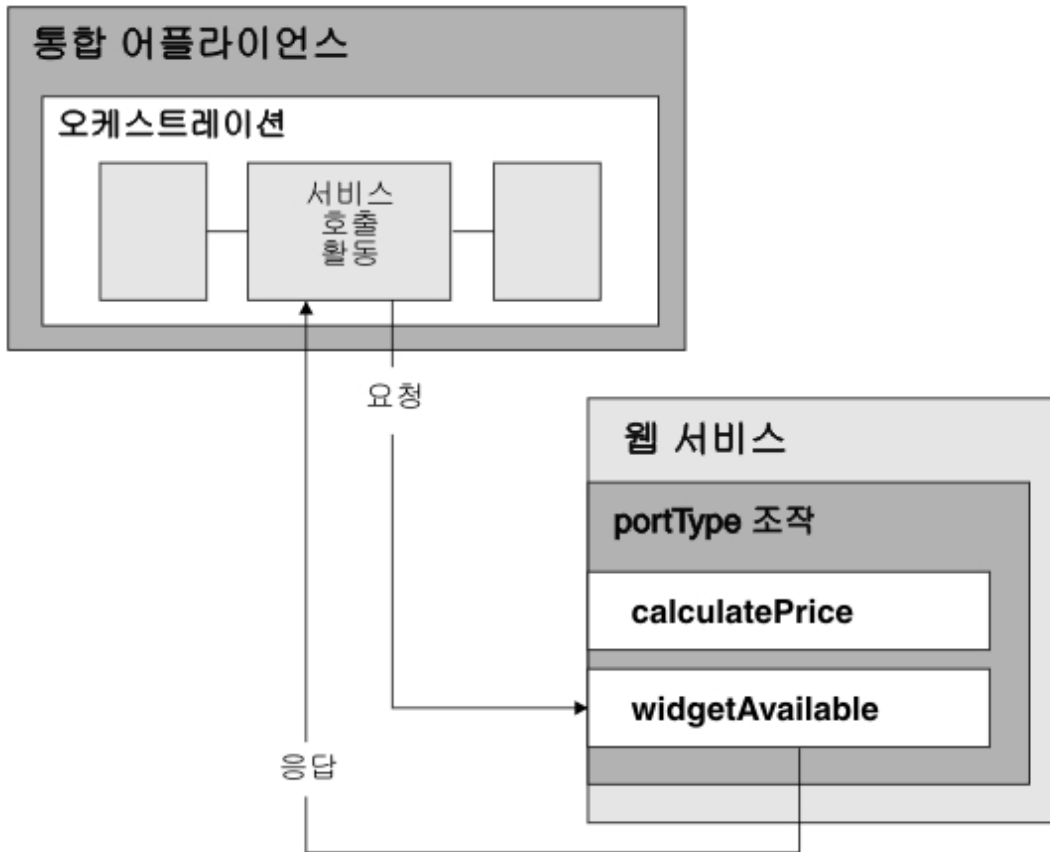 통합 어플라이언스
오케스트레이션
서비스
호출
활동
요청
웹 서비스
portType 조작
calculatePrice
widgetAvailable
응답